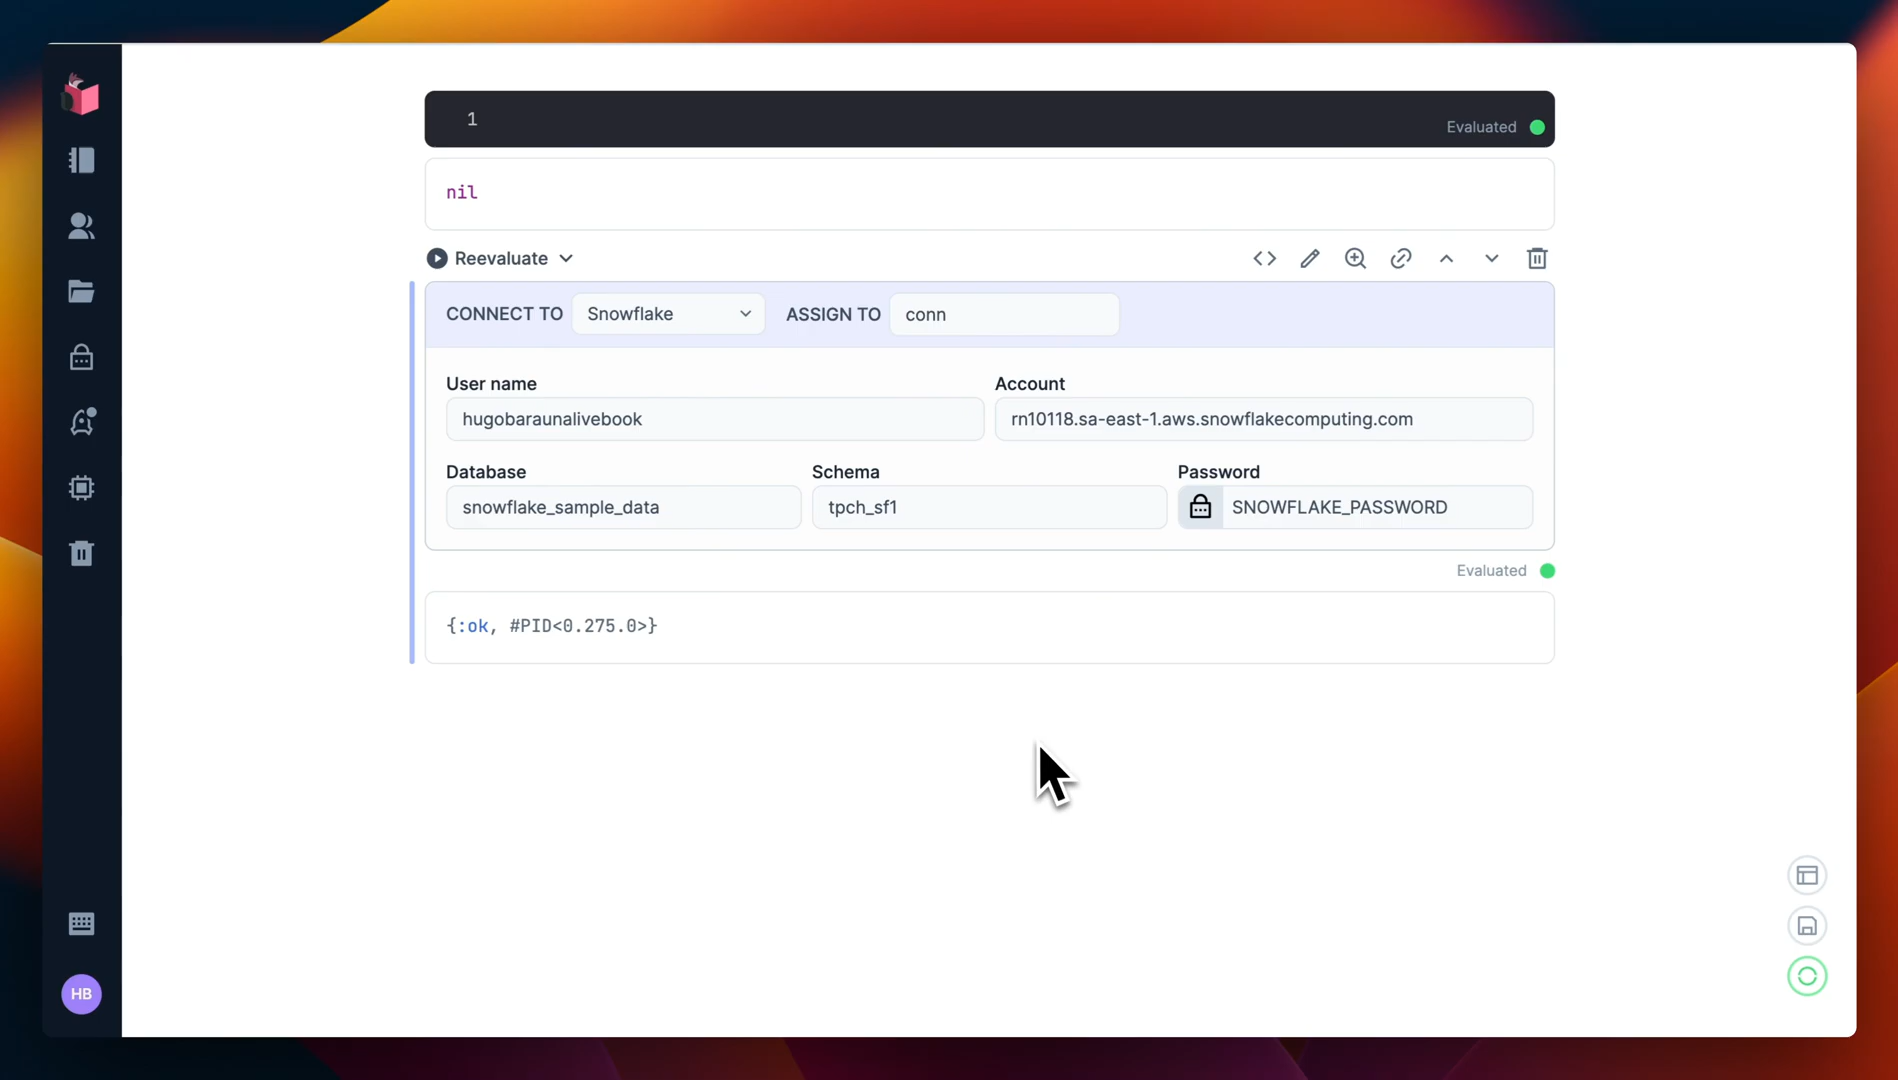 1
Evaluated
nil
Reevaluate
CONNECT TO Snowflake ASSIGN TO conn
User name Account
hugobaraunalivebook rn10118.sa-east-1.aws.snowflakecomputing.com
Database Schema Password
snowflake_sample_data tpch_sf1 SNOWFLAKE_PASSWORD
Evaluated
{:ok, #PID<0.275.0>}
HB